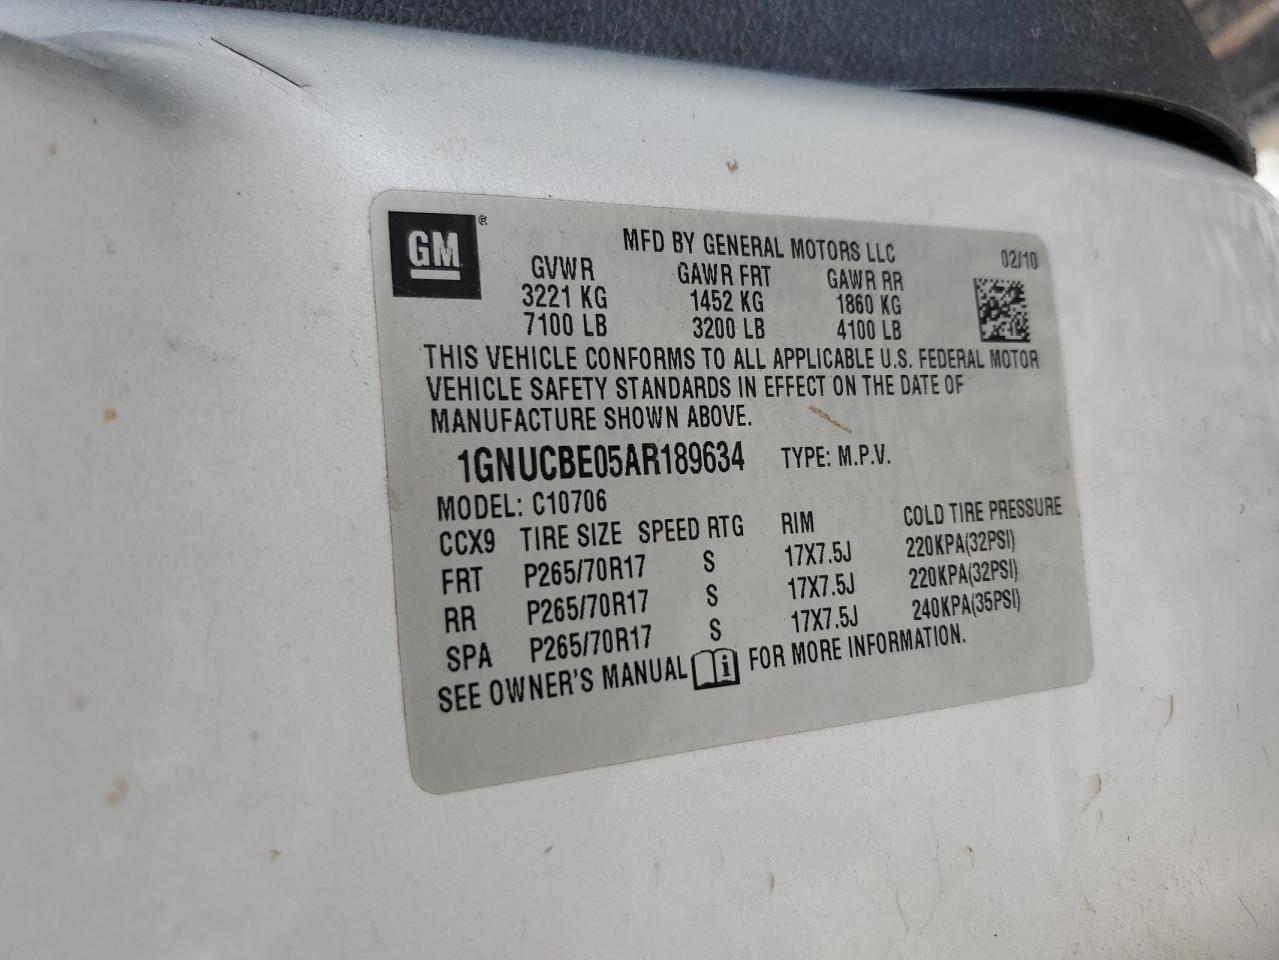 GM ®
MFD BY GENERAL MOTORS LLC 02/10
GVWR GAWR FRT GAWR RR
3221 KG 1452 KG 1860 KG
7100 LB 3200 LB 4100 LB
THIS VEHICLE CONFORMS TO ALL APPLICABLE U.S. FEDERAL MOTOR
VEHICLE SAFETY STANDARDS IN EFFECT ON THE DATE OF
MANUFACTURE SHOWN ABOVE.
1GNUCBE05AR189634 TYPE: M.P.V.
MODEL: C10706
CCX9 TIRE SIZE SPEED RTG RIM COLD TIRE PRESSURE
FRT P265/70R17 S 17X7.5J 220KPA(32PSI)
RR P265/70R17 S 17X7.5J 220KPA(32PSI)
SPA P265/70R17 S 17X7.5J 240KPA(35PSI)
SEE OWNER'S MANUAL i FOR MORE INFORMATION.